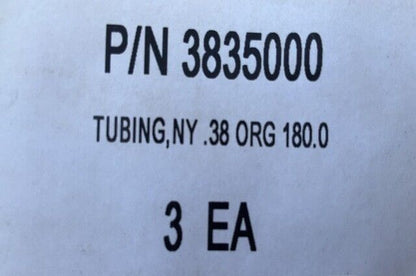 P/N 3835000
TUBING,NY .38 ORG 180.0
3 EA